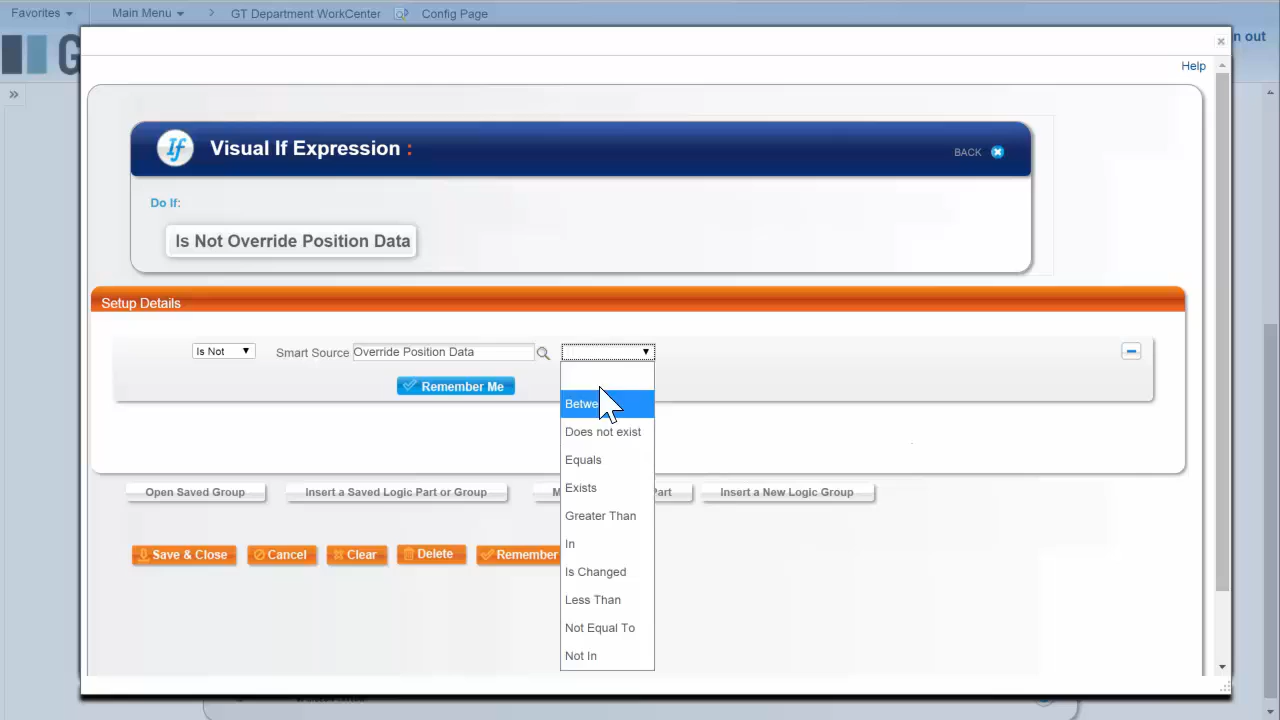 Favorites
Main Menu
>
GT Department WorkCenter
Config Page
G
n out
»
Help
If
Visual If Expression :
BACK
Do If:
Is Not Override Position Data
Setup Details
Is Not
Smart Source
Override Position Data
Remember Me
Does not exist
Equals
Exists
Greater Than
In
Is Changed
Less Than
Not Equal To
Not In
Open Saved Group
Insert a Saved Logic Part or Group
Part
Insert a New Logic Group
Save & Close
Cancel
Clear
Delete
Remember